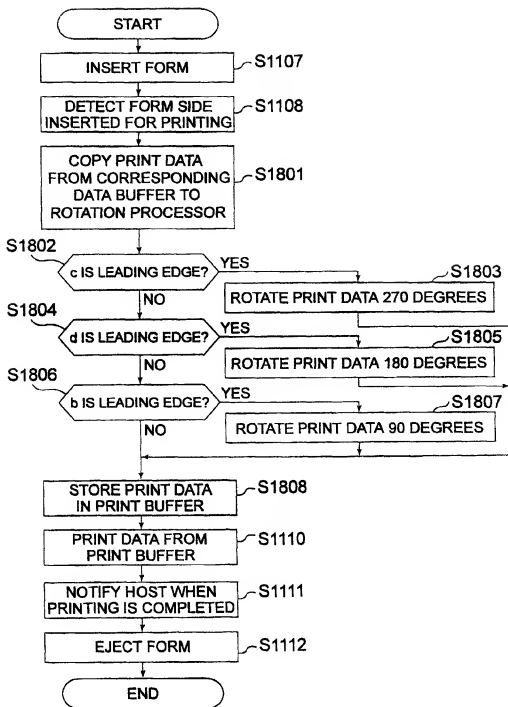 START
INSERT FORM
S1107
DETECT FORM SIDE
INSERTED FOR PRINTING
S1108
COPY PRINT DATA
FROM CORRESPONDING
DATA BUFFER TO
ROTATION PROCESSOR
S1801
S1802
c IS LEADING EDGE?
YES
NO
S1803
ROTATE PRINT DATA 270 DEGREES
S1804
d IS LEADING EDGE?
YES
NO
S1805
ROTATE PRINT DATA 180 DEGREES
S1806
b IS LEADING EDGE?
YES
NO
S1807
ROTATE PRINT DATA 90 DEGREES
STORE PRINT DATA
IN PRINT BUFFER
S1808
PRINT DATA FROM
PRINT BUFFER
S1110
NOTIFY HOST WHEN
PRINTING IS COMPLETED
S1111
EJECT FORM
S1112
END